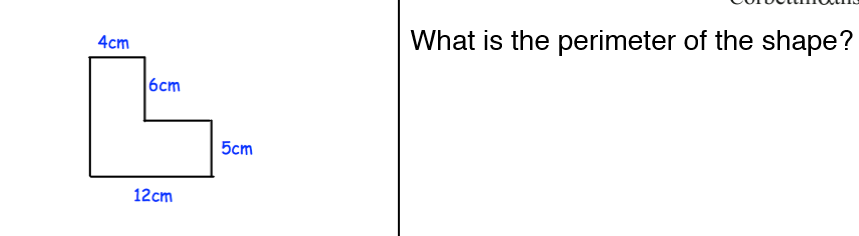 4cm
What is the perimeter of the shape?
6cm
5cm
12cm